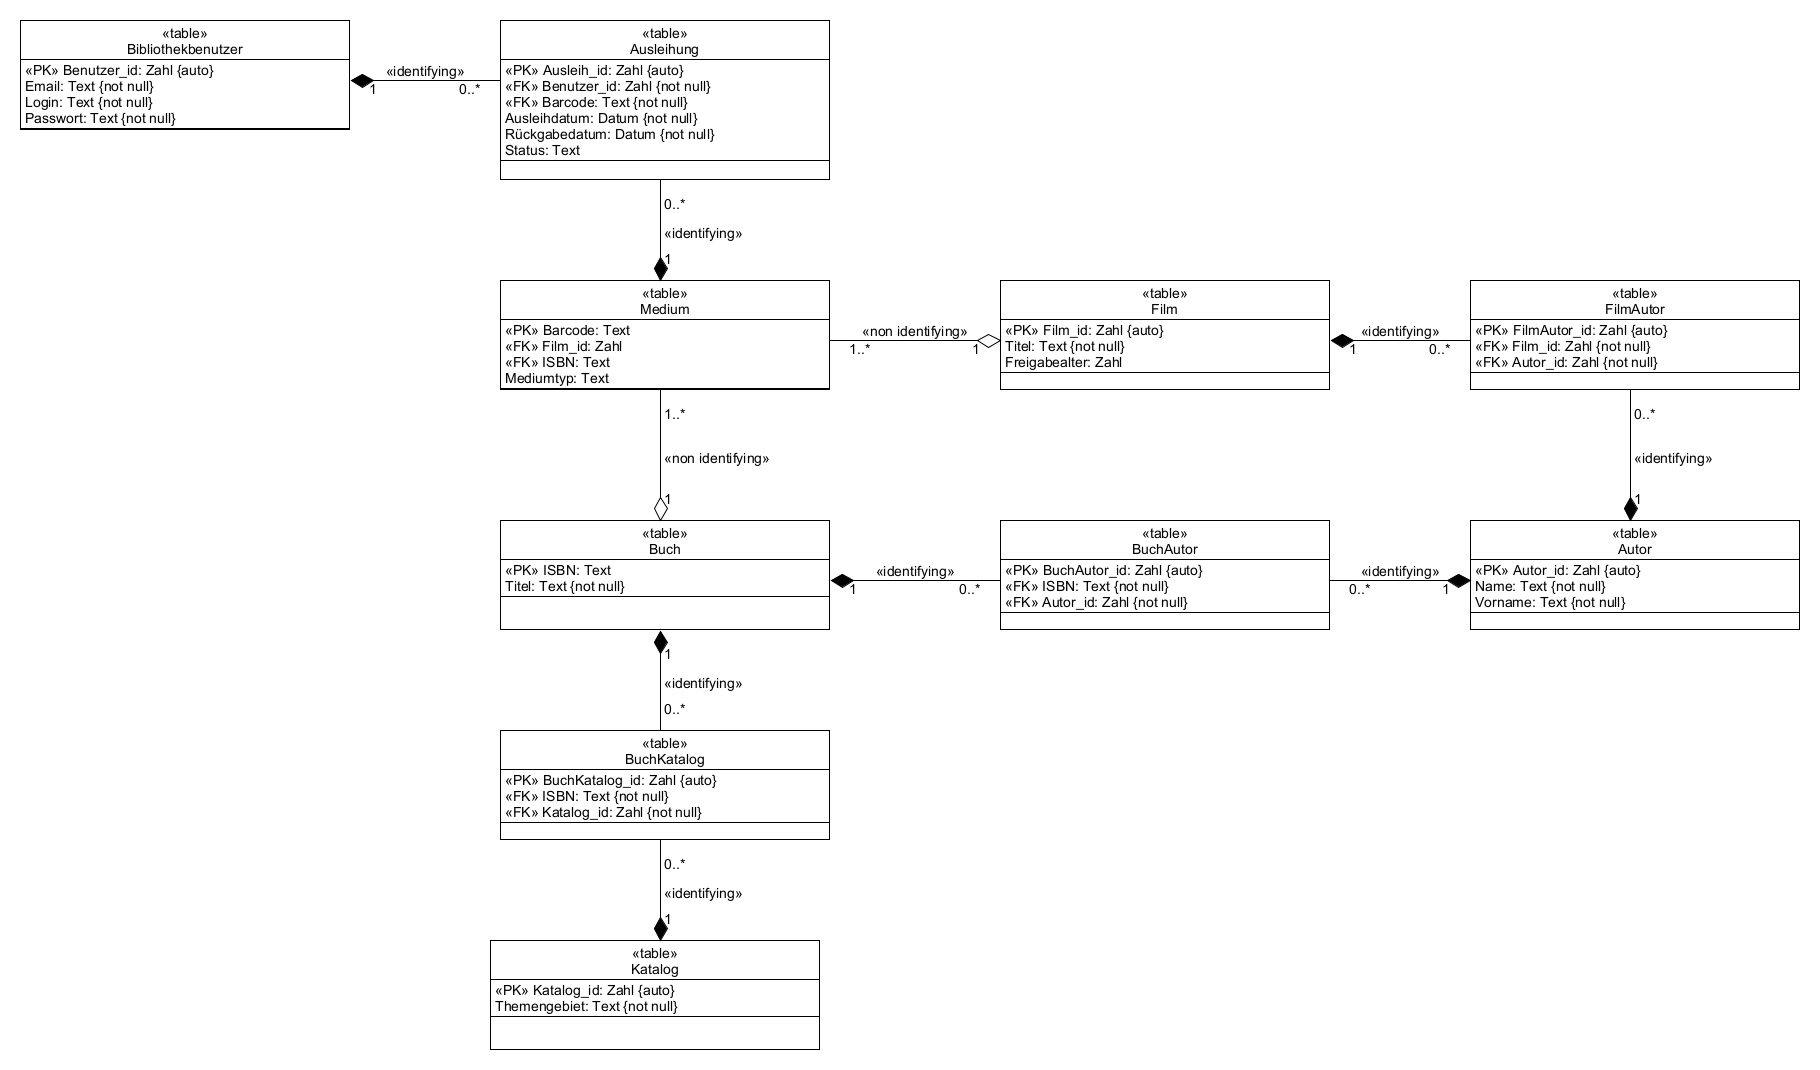 «table»
Bibliothekbenutzer
«PK» Benutzer_id: Zahl {auto}
Email: Text {not null}
Login: Text {not null}
Passwort: Text {not null}
«identifying»
1
0..*
«table»
Ausleihung
«PK» Ausleih_id: Zahl {auto}
«FK» Benutzer_id: Zahl {not null}
«FK» Barcode: Text {not null}
Ausleihdatum: Datum {not null}
Rückgabedatum: Datum {not null}
Status: Text
0..*
«identifying»
1
«table»
Medium
«PK» Barcode: Text
«FK» Film_id: Zahl
«FK» ISBN: Text
Mediumtyp: Text
«non identifying»
1..*
1
«table»
Film
«PK» Film_id: Zahl {auto}
Titel: Text {not null}
Freigabealter: Zahl
«identifying»
1
0..*
«table»
FilmAutor
«PK» FilmAutor_id: Zahl {auto}
«FK» Film_id: Zahl {not null}
«FK» Autor_id: Zahl {not null}
1..*
«non identifying»
1
0..*
«identifying»
1
«table»
Buch
«PK» ISBN: Text
Titel: Text {not null}
«identifying»
1
0..*
«table»
BuchAutor
«PK» BuchAutor_id: Zahl {auto}
«FK» ISBN: Text {not null}
«FK» Autor_id: Zahl {not null}
«identifying»
0..*
1
«table»
Autor
«PK» Autor_id: Zahl {auto}
Name: Text {not null}
Vorname: Text {not null}
1
«identifying»
0..*
«table»
BuchKatalog
«PK» BuchKatalog_id: Zahl {auto}
«FK» ISBN: Text {not null}
«FK» Katalog_id: Zahl {not null}
0..*
«identifying»
1
«table»
Katalog
«PK» Katalog_id: Zahl {auto}
Themengebiet: Text {not null}